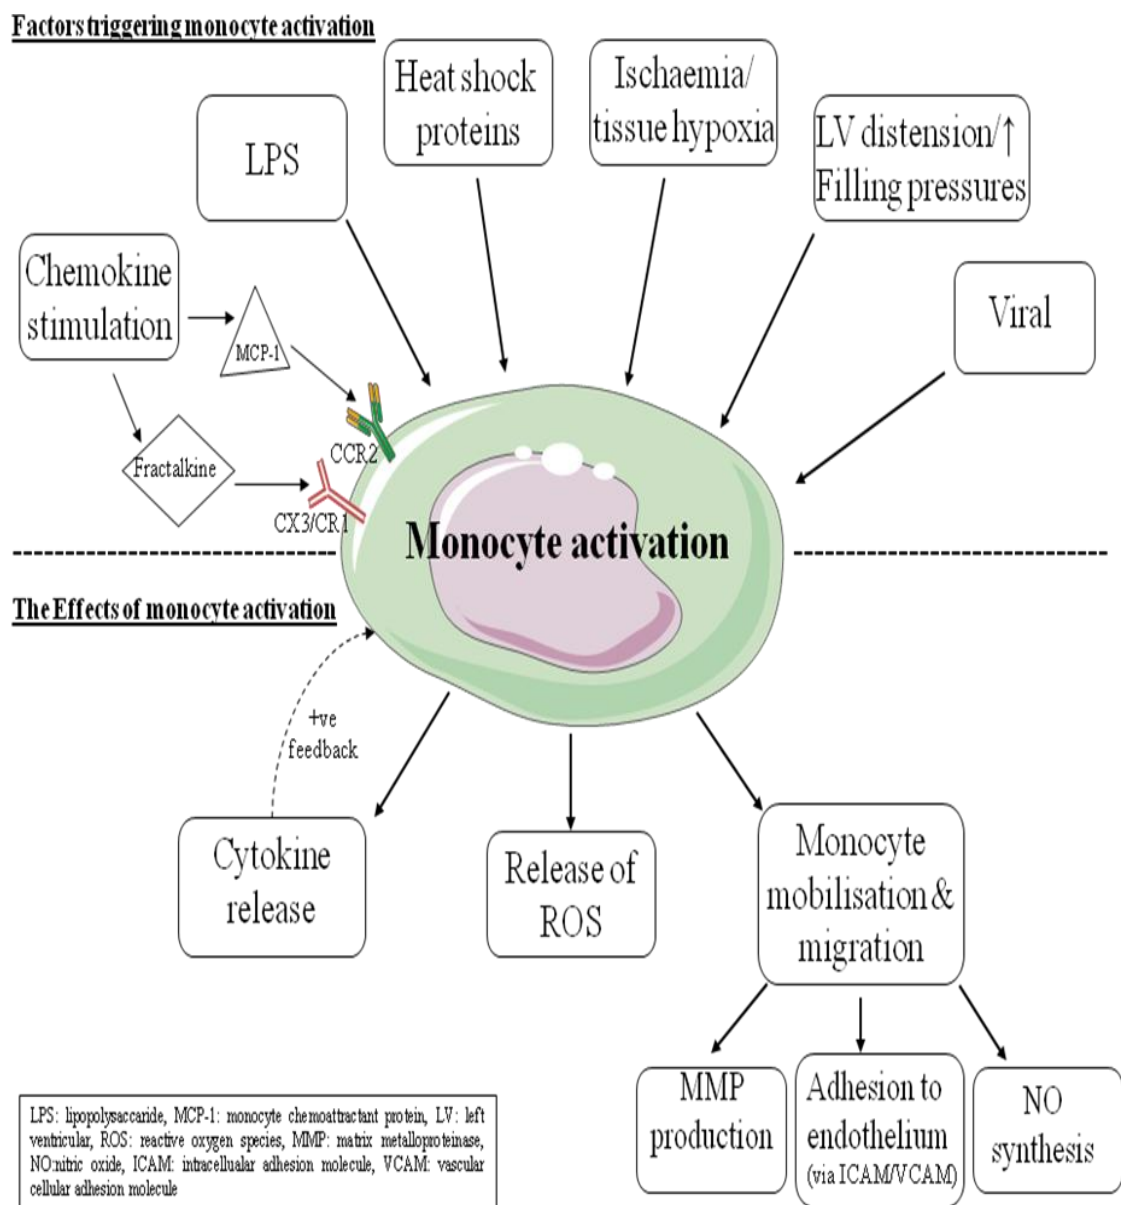 Factors triggering monocyte activation
Heat shock
proteins
Ischaemia/
tissue hypoxia
LPS
LV distension/↑
Filling pressures
Chemokine
stimulation
Viral
MCP-1
CCR2
Fractalkine
CX3/CR1
Monocyte activation
The Effects of monocyte activation
+ve
feedback
Cytokine
release
Release of
ROS
Monocyte
mobilisation &
migration
MMP
production
Adhesion to
endothelium
(via ICAM/VCAM)
NO
synthesis
LPS: lipopolysaccaride, MCP-1: monocyte chemoattractant protein, LV: left
ventricular, ROS: reactive oxygen species, MMP: matrix metalloproteinase,
NO:nitric oxide, ICAM: intracellualar adhesion molecule, VCAM: vascular
cellular adhesion molecule